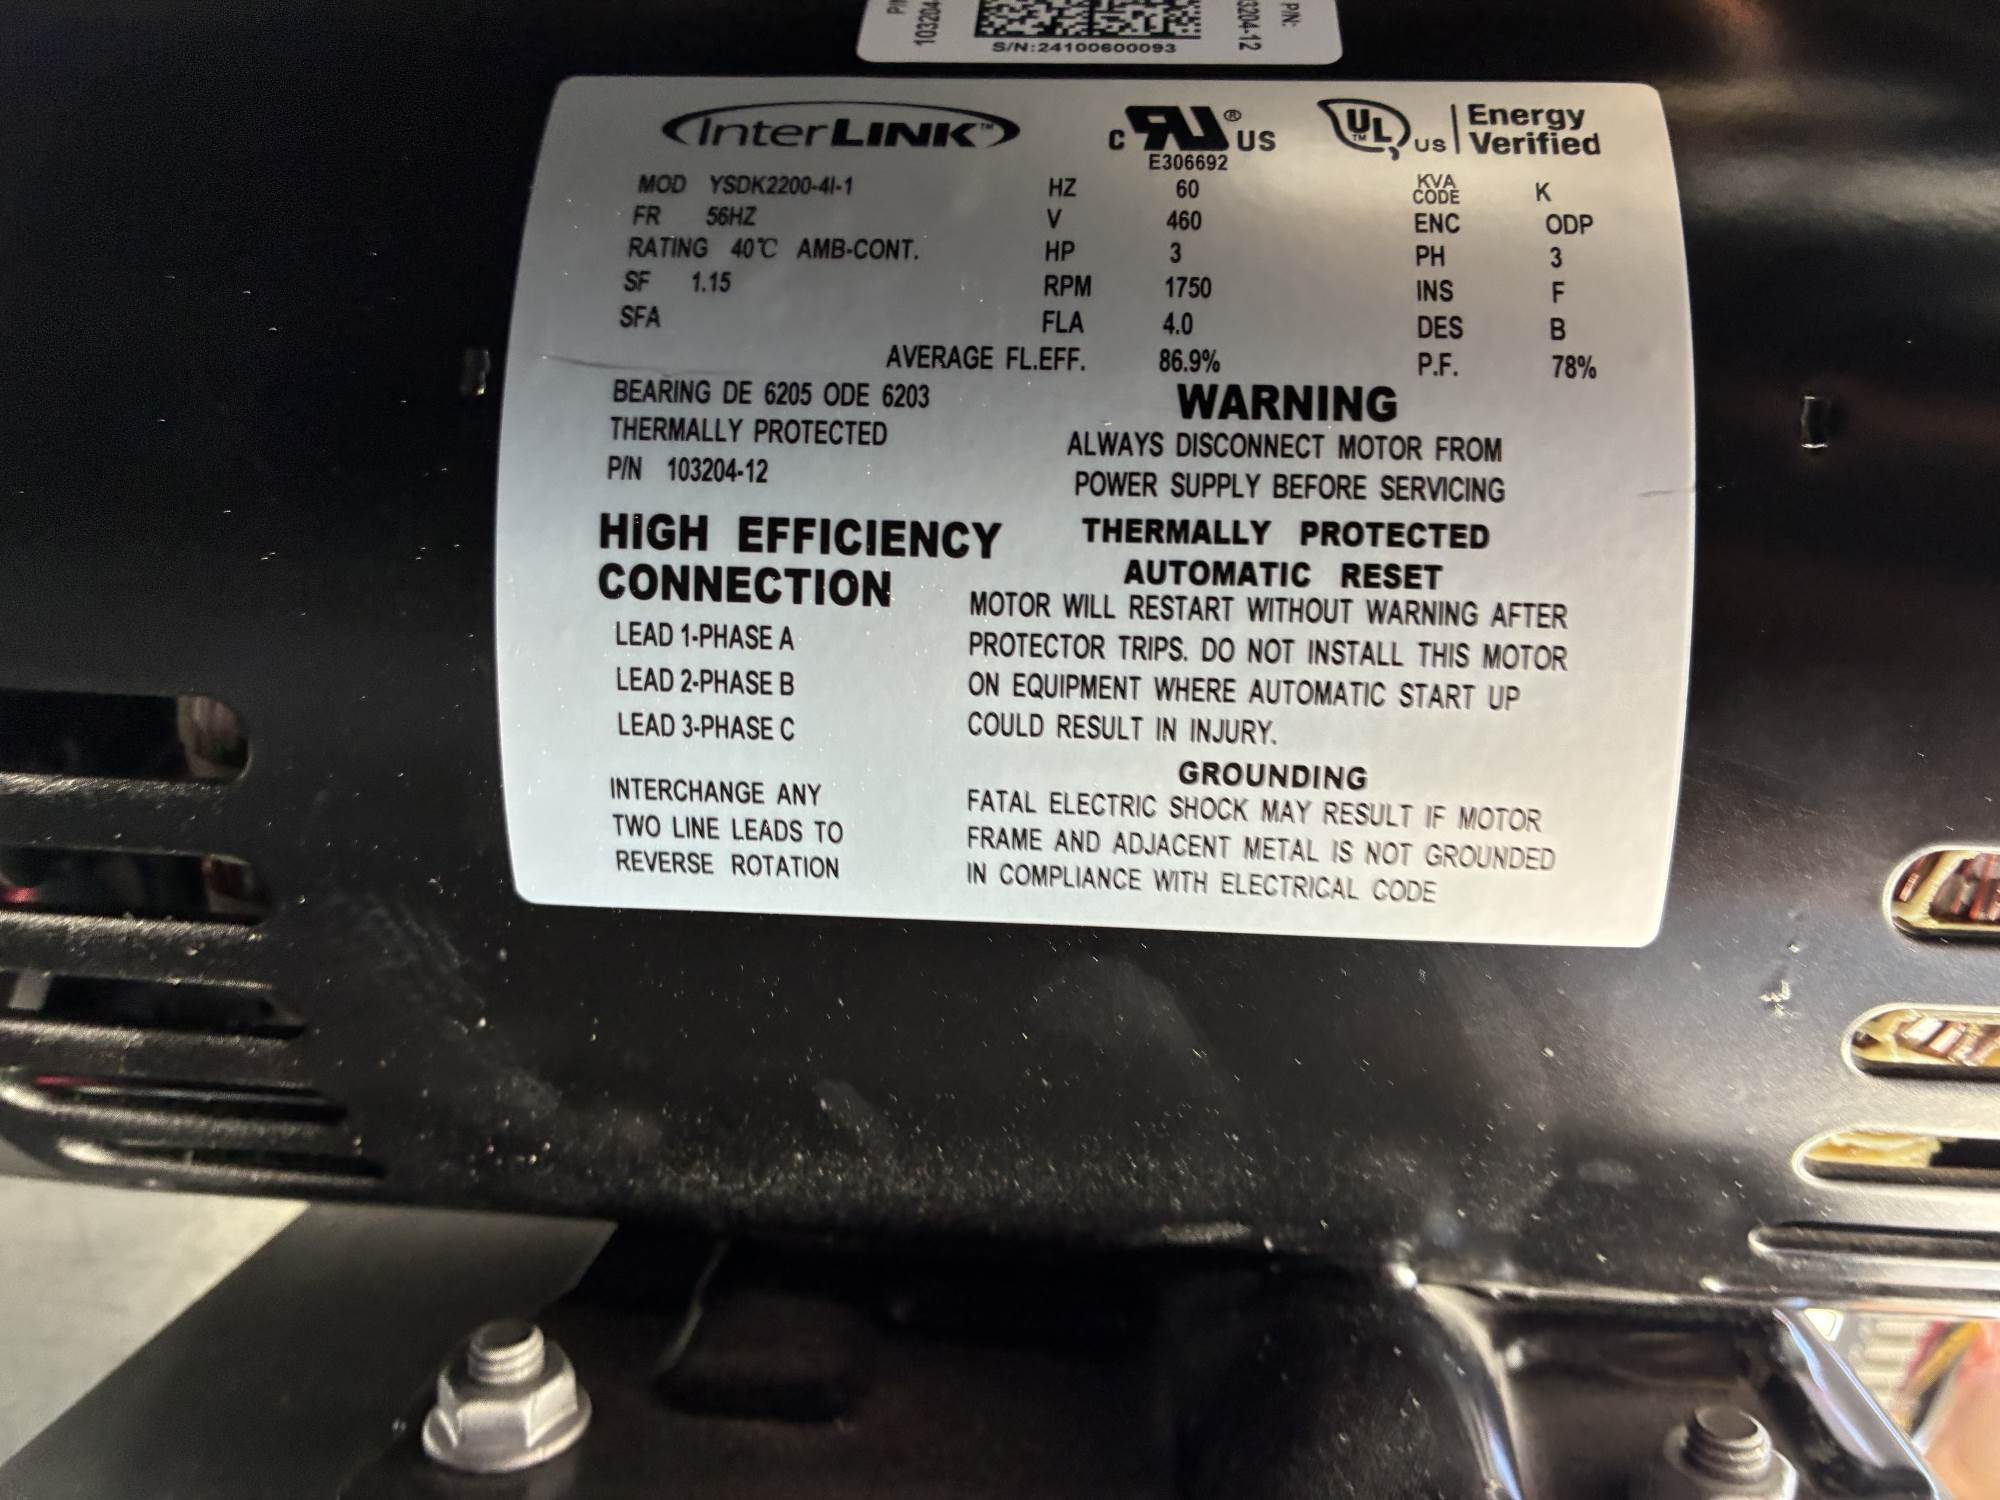 P/N:
103204-12
S/N:24100600093
InterLINK™
C RU® US
E306692
UL™ US Energy Verified
MOD YSDK2200-4I-1 HZ 60 KVA CODE K
FR 56HZ V 460 ENC ODP
RATING 40℃ AMB-CONT. HP 3 PH 3
SF 1.15 RPM 1750 INS F
SFA FLA 4.0 DES B
AVERAGE FL.EFF. 86.9% P.F. 78%
BEARING DE 6205 ODE 6203
THERMALLY PROTECTED
P/N 103204-12
HIGH EFFICIENCY
CONNECTION
LEAD 1-PHASE A
LEAD 2-PHASE B
LEAD 3-PHASE C
INTERCHANGE ANY
TWO LINE LEADS TO
REVERSE ROTATION
WARNING
ALWAYS DISCONNECT MOTOR FROM
POWER SUPPLY BEFORE SERVICING
THERMALLY PROTECTED
AUTOMATIC RESET
MOTOR WILL RESTART WITHOUT WARNING AFTER
PROTECTOR TRIPS. DO NOT INSTALL THIS MOTOR
ON EQUIPMENT WHERE AUTOMATIC START UP
COULD RESULT IN INJURY.
GROUNDING
FATAL ELECTRIC SHOCK MAY RESULT IF MOTOR
FRAME AND ADJACENT METAL IS NOT GROUNDED
IN COMPLIANCE WITH ELECTRICAL CODE